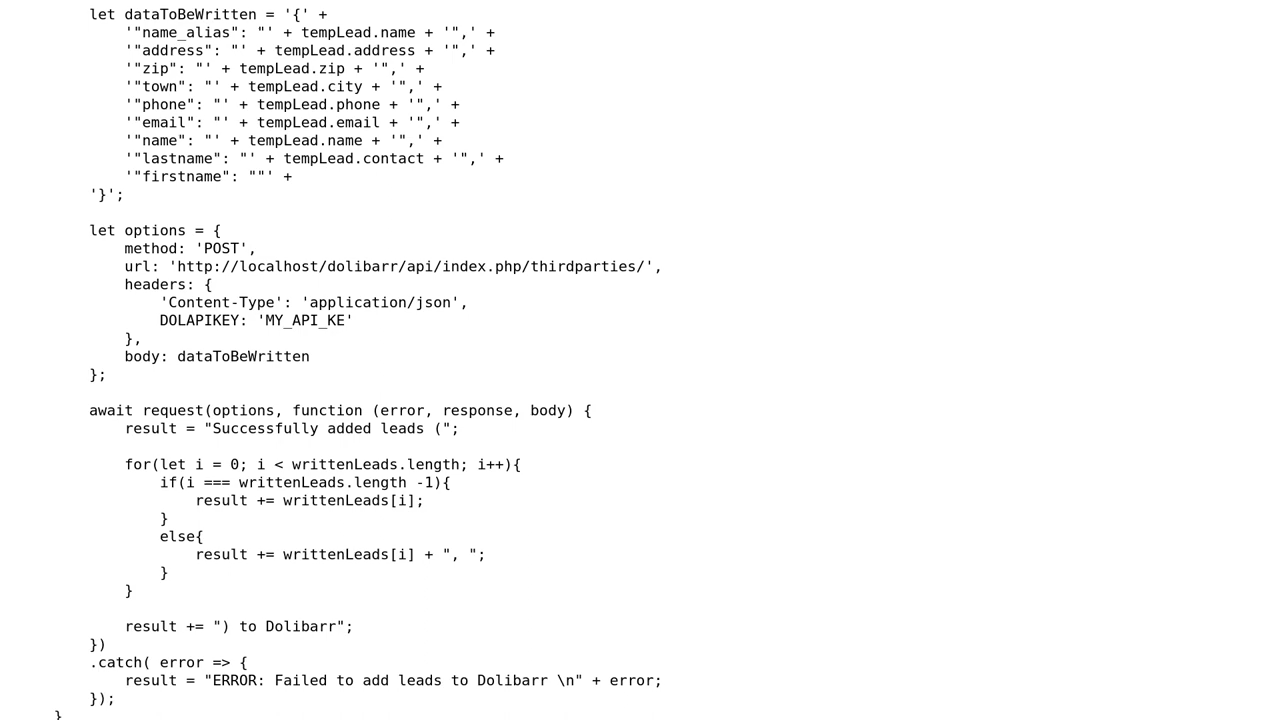 let dataToBeWritten = '{' +
'"name_alias": "' + tempLead.name + '",' +
'"address": "' + tempLead.address + '",' +
'"zip": "' + tempLead.zip + '",' +
'"town": "' + tempLead.city + '",' +
'"phone": "' + tempLead.phone + '",' +
'"email": "' + tempLead.email + '",' +
'"name": "' + tempLead.name + '",' +
'"lastname": "' + tempLead.contact + '",' +
'"firstname": ""' +
'}';
let options = {
method: 'POST',
url: 'http://localhost/dolibarr/api/index.php/thirdparties/',
headers: {
'Content-Type': 'application/json',
DOLAPIKEY: 'MY_API_KE'
},
body: dataToBeWritten
};
await request(options, function (error, response, body) {
result = "Successfully added leads (";
for(let i = 0; i < writtenLeads.length; i++){
if(i === writtenLeads.length -1){
result += writtenLeads[i];
}
else{
result += writtenLeads[i] + ", ";
}
}
result += ") to Dolibarr";
})
.catch( error => {
result = "ERROR: Failed to add leads to Dolibarr \n" + error;
});
}